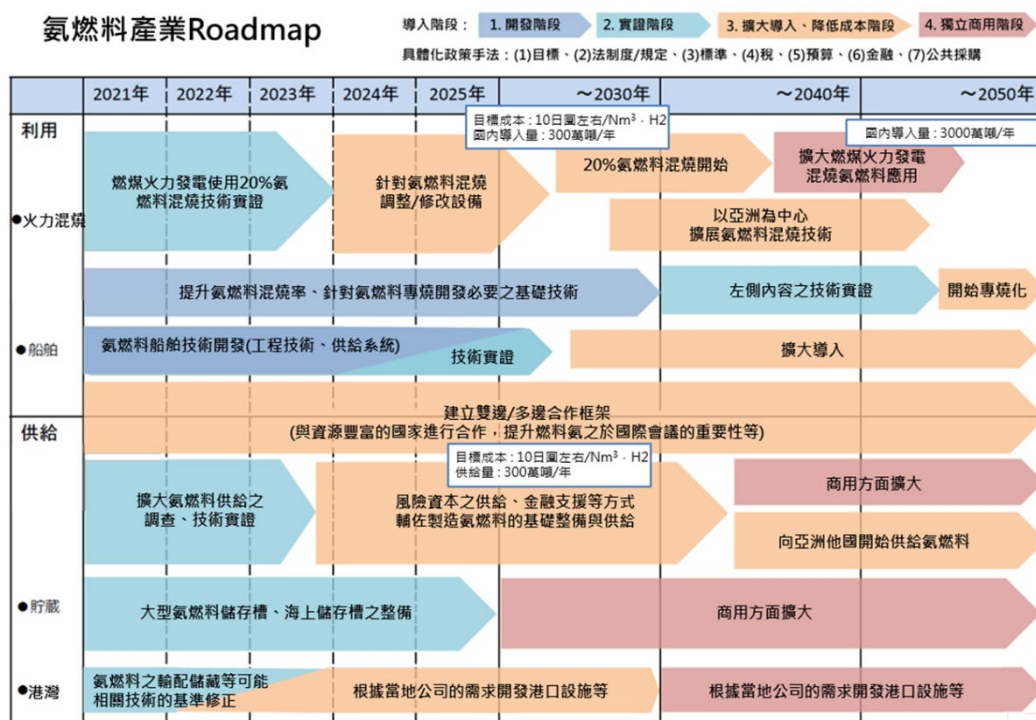 氨燃料產業Roadmap
導入階段：
1. 開發階段
2. 實證階段
3. 擴大導入、降低成本階段
4. 獨立商用階段
具體化政策手法：(1)目標、(2)法制度/規定、(3)標準、(4)稅、(5)預算、(6)金融、(7)公共採購
2021年
2022年
2023年
2024年
2025年
～2030年
～2040年
～2050年
利用
目標成本：10日圓左右/Nm³．H2
國內導入量：300萬噸/年
國內導入量：3000萬噸/年
●火力混燒
燃煤火力發電使用20%氨
燃料混燒技術實證
針對氨燃料混燒
調整/修改設備
20%氨燃料混燒開始
擴大燃煤火力發電
混燒氨燃料應用
以亞洲為中心
擴展氨燃料混燒技術
提升氨燃料混燒率、針對氨燃料專燒開發必要之基礎技術
左側內容之技術實證
開始專燒化
●船舶
氨燃料船舶技術開發(工程技術、供給系統)
技術實證
擴大導入
建立雙邊/多邊合作框架
(與資源豐富的國家進行合作，提升燃料氨之於國際會議的重要性等)
供給
目標成本：10日圓左右/Nm³．H2
供給量：300萬噸/年
擴大氨燃料供給之
調查、技術實證
風險資本之供給、金融支援等方式
輔佐製造氨燃料的基礎整備與供給
商用方面擴大
向亞洲他國開始供給氨燃料
●貯蔵
大型氨燃料儲存槽、海上儲存槽之整備
商用方面擴大
●港灣
氨燃料之輸配儲藏等可能
相關技術的基準修正
根據當地公司的需求開發港口設施等
根據當地公司的需求開發港口設施等